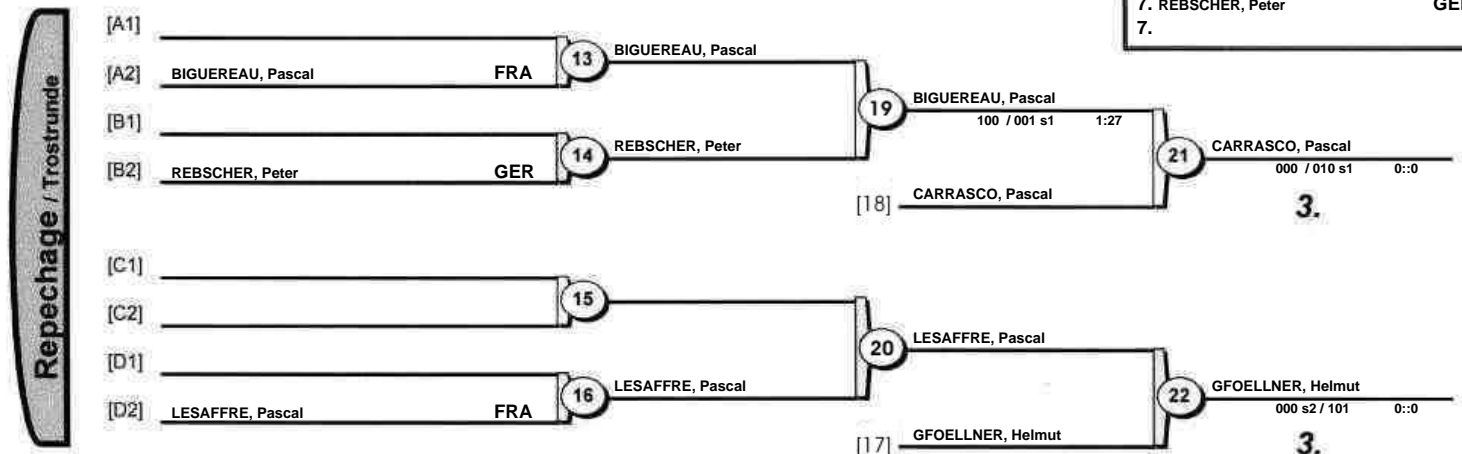 7. REBSCHER, Peter GE
7.
Repechage / Trostrunde
[A1]
13 BIGUEREAU, Pascal
[A2] BIGUEREAU, Pascal FRA
19 BIGUEREAU, Pascal
100 / 001 s1 1:27
[B1]
14 REBSCHER, Peter
[B2] REBSCHER, Peter GER
21 CARRASCO, Pascal
000 / 010 s1 0::0
[18] CARRASCO, Pascal
3.
[C1]
15
[C2]
20 LESAFFRE, Pascal
[D1]
16 LESAFFRE, Pascal
[D2] LESAFFRE, Pascal FRA
22 GFOELLNER, Helmut
000 s2 / 101 0::0
[17] GFOELLNER, Helmut
3.